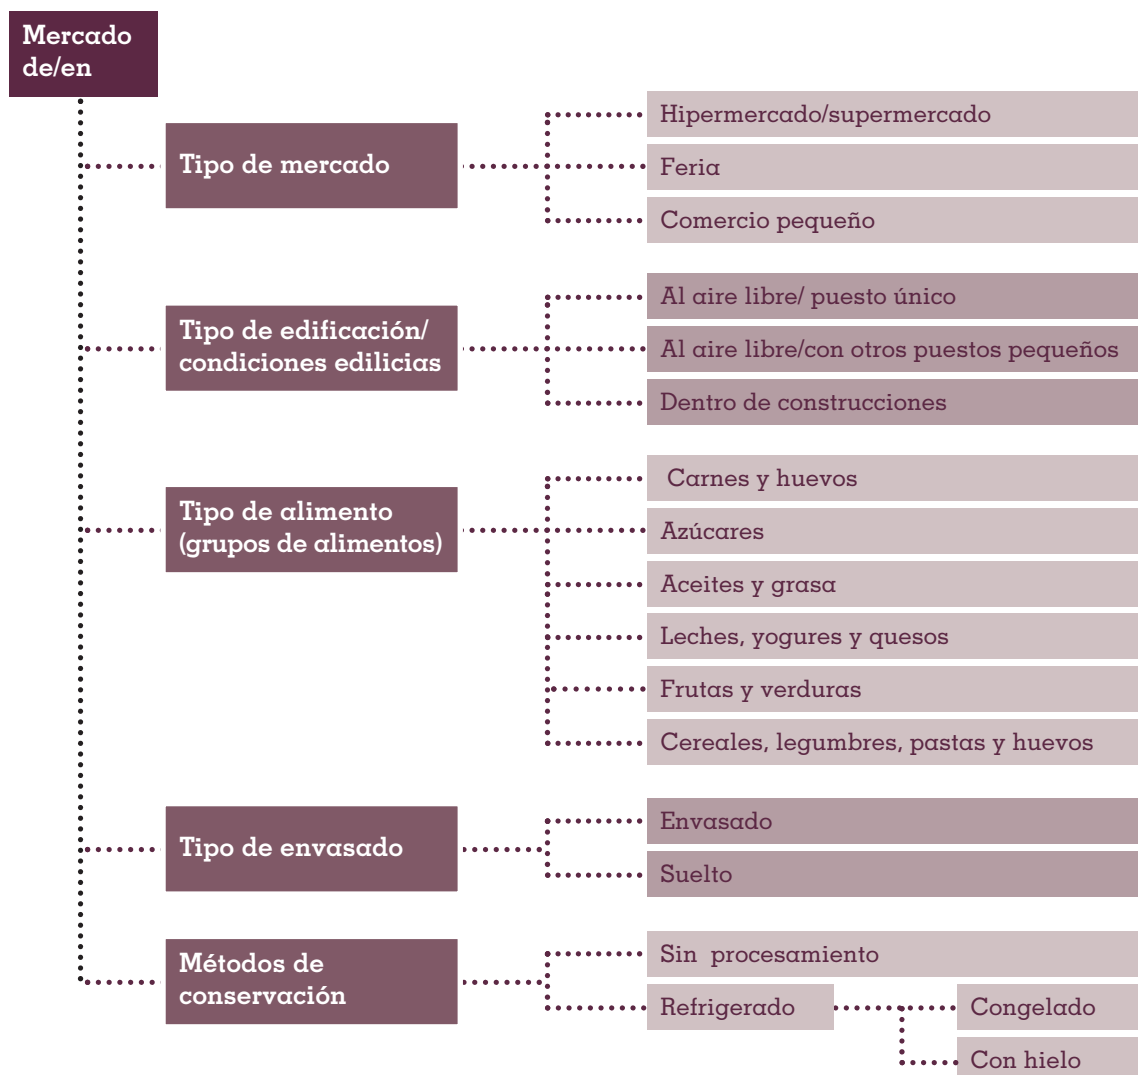 Mercado
de/en
Tipo de mercado
Hipermercado/supermercado
Feria
Comercio pequeño
Tipo de edificación/
condiciones edilicias
Al aire libre/ puesto único
Al aire libre/con otros puestos pequeños
Dentro de construcciones
Tipo de alimento
(grupos de alimentos)
Carnes y huevos
Azúcares
Aceites y grasa
Leches, yogures y quesos
Frutas y verduras
Cereales, legumbres, pastas y huevos
Tipo de envasado
Envasado
Suelto
Métodos de
conservación
Sin procesamiento
Refrigerado
Congelado
Con hielo